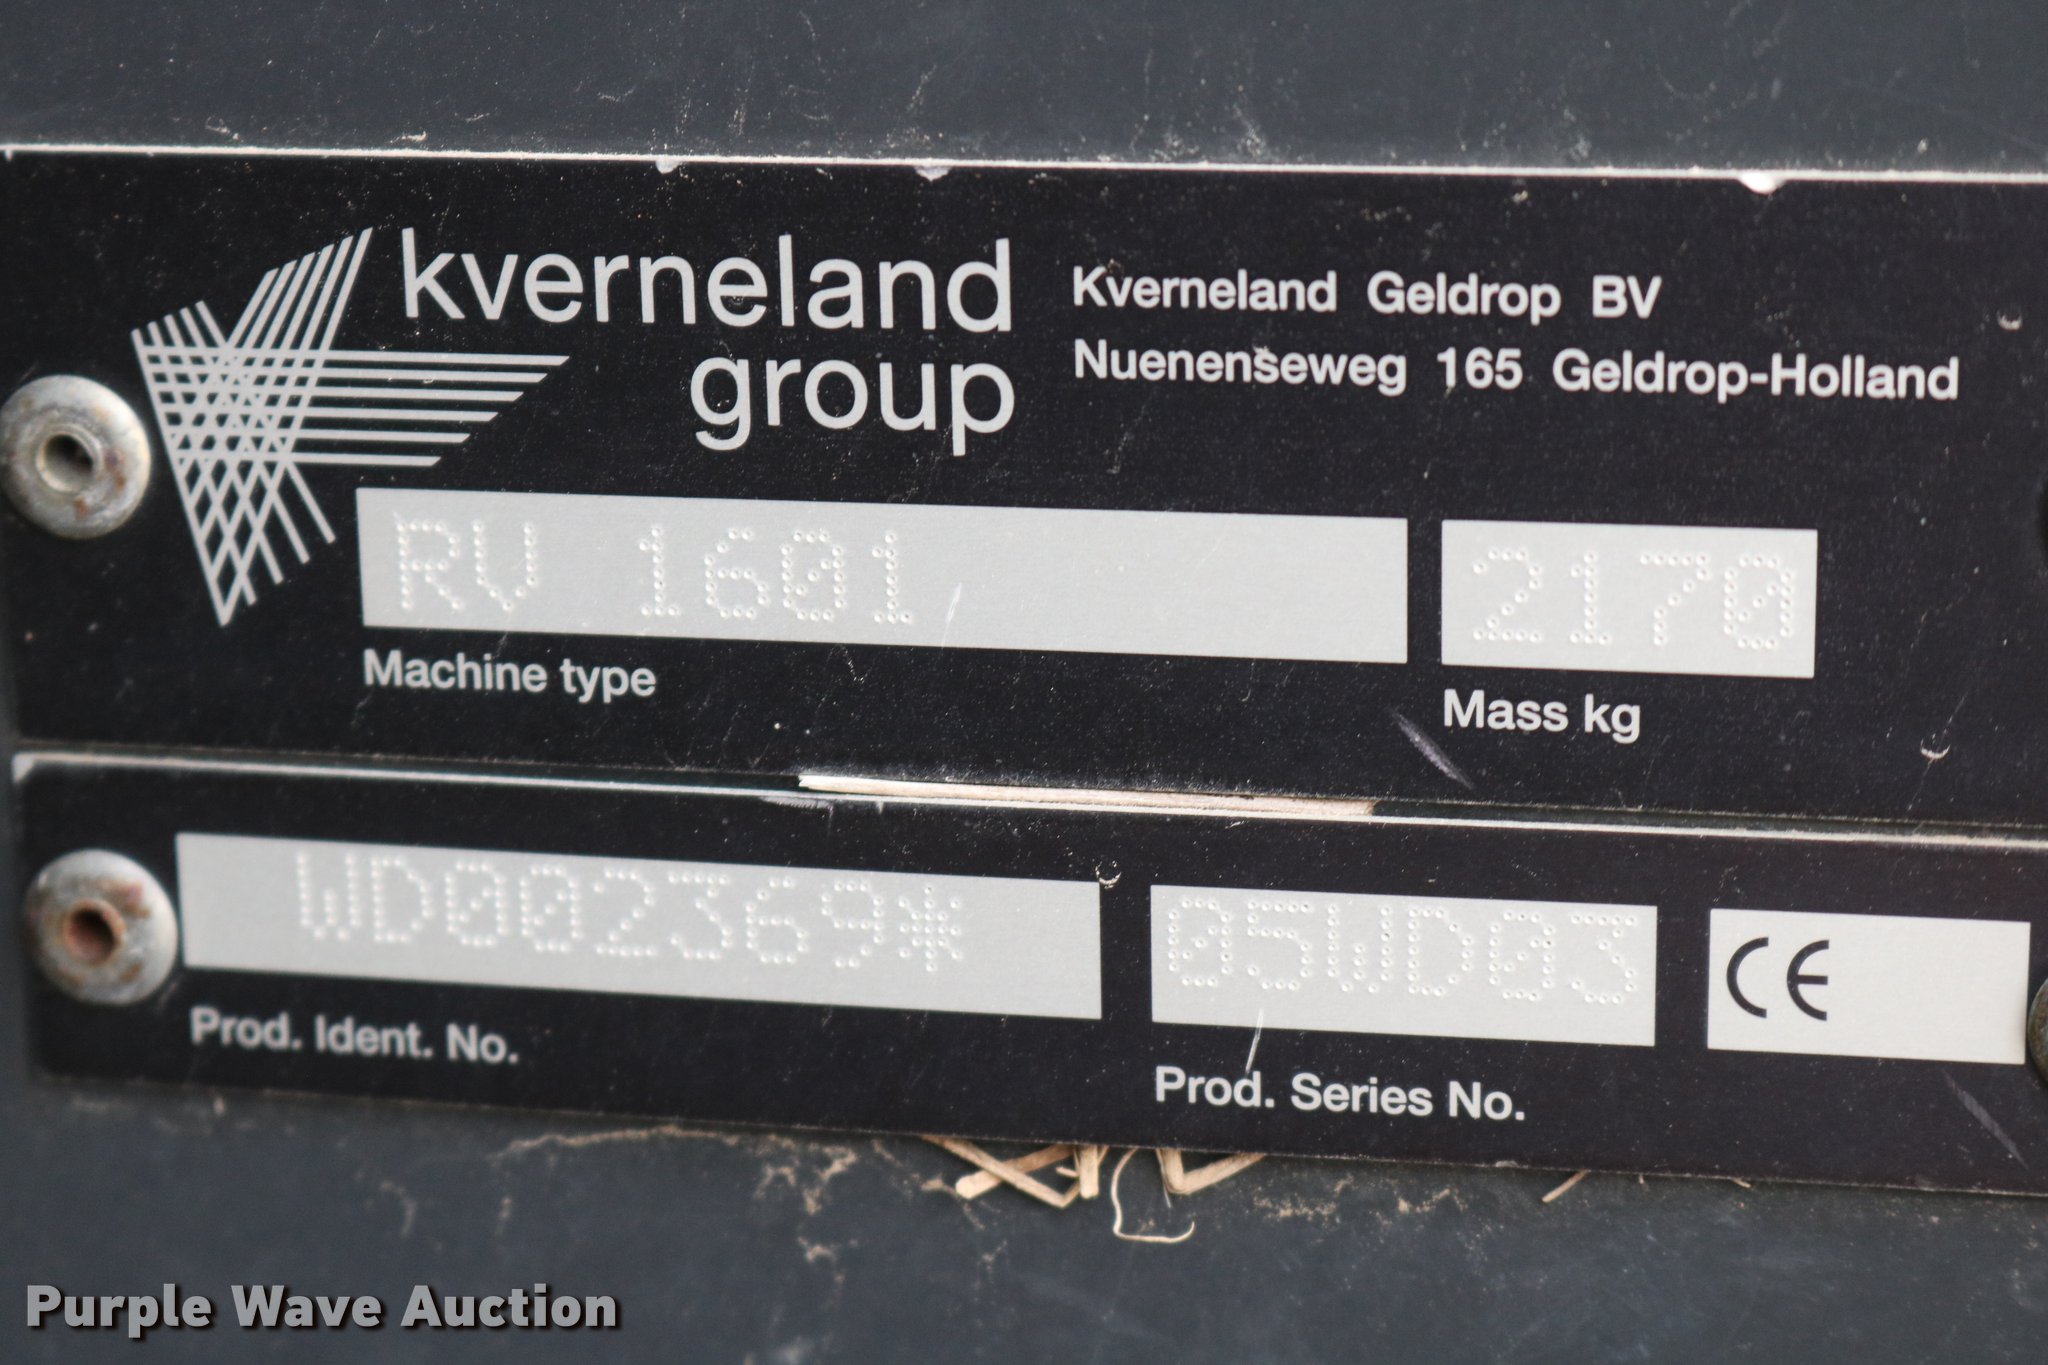 kverneland
group
Kverneland Geldrop BV
Nuenenseweg 165 Geldrop-Holland
RV 1601
Machine type
2170
Mass kg
WD002369*
Prod. Ident. No.
05WD03
Prod. Series No.
CE
Purple Wave Auction